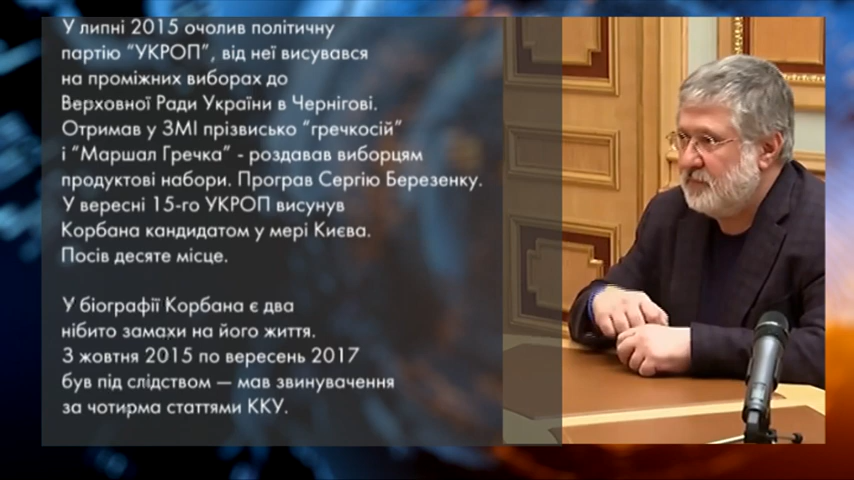 У липні 2015 очолив політичну
партію “УКРОП”, від неї висувався
на проміжних виборах до
Верховної Ради України в Чернігові.
Отримав у ЗМІ прізвисько “гречкосій”
і “Маршал Гречка” - роздавав виборцям
продуктові набори. Програв Сергію Березенку.
У вересні 15-го УКРОП висунув
Корбана кандидатом у мері Києва.
Посів десяте місце.
У біографії Корбана є два
нібито замахи на його життя.
З жовтня 2015 по вересень 2017
був під слідством — мав звинувачення
за чотирма статтями ККУ.